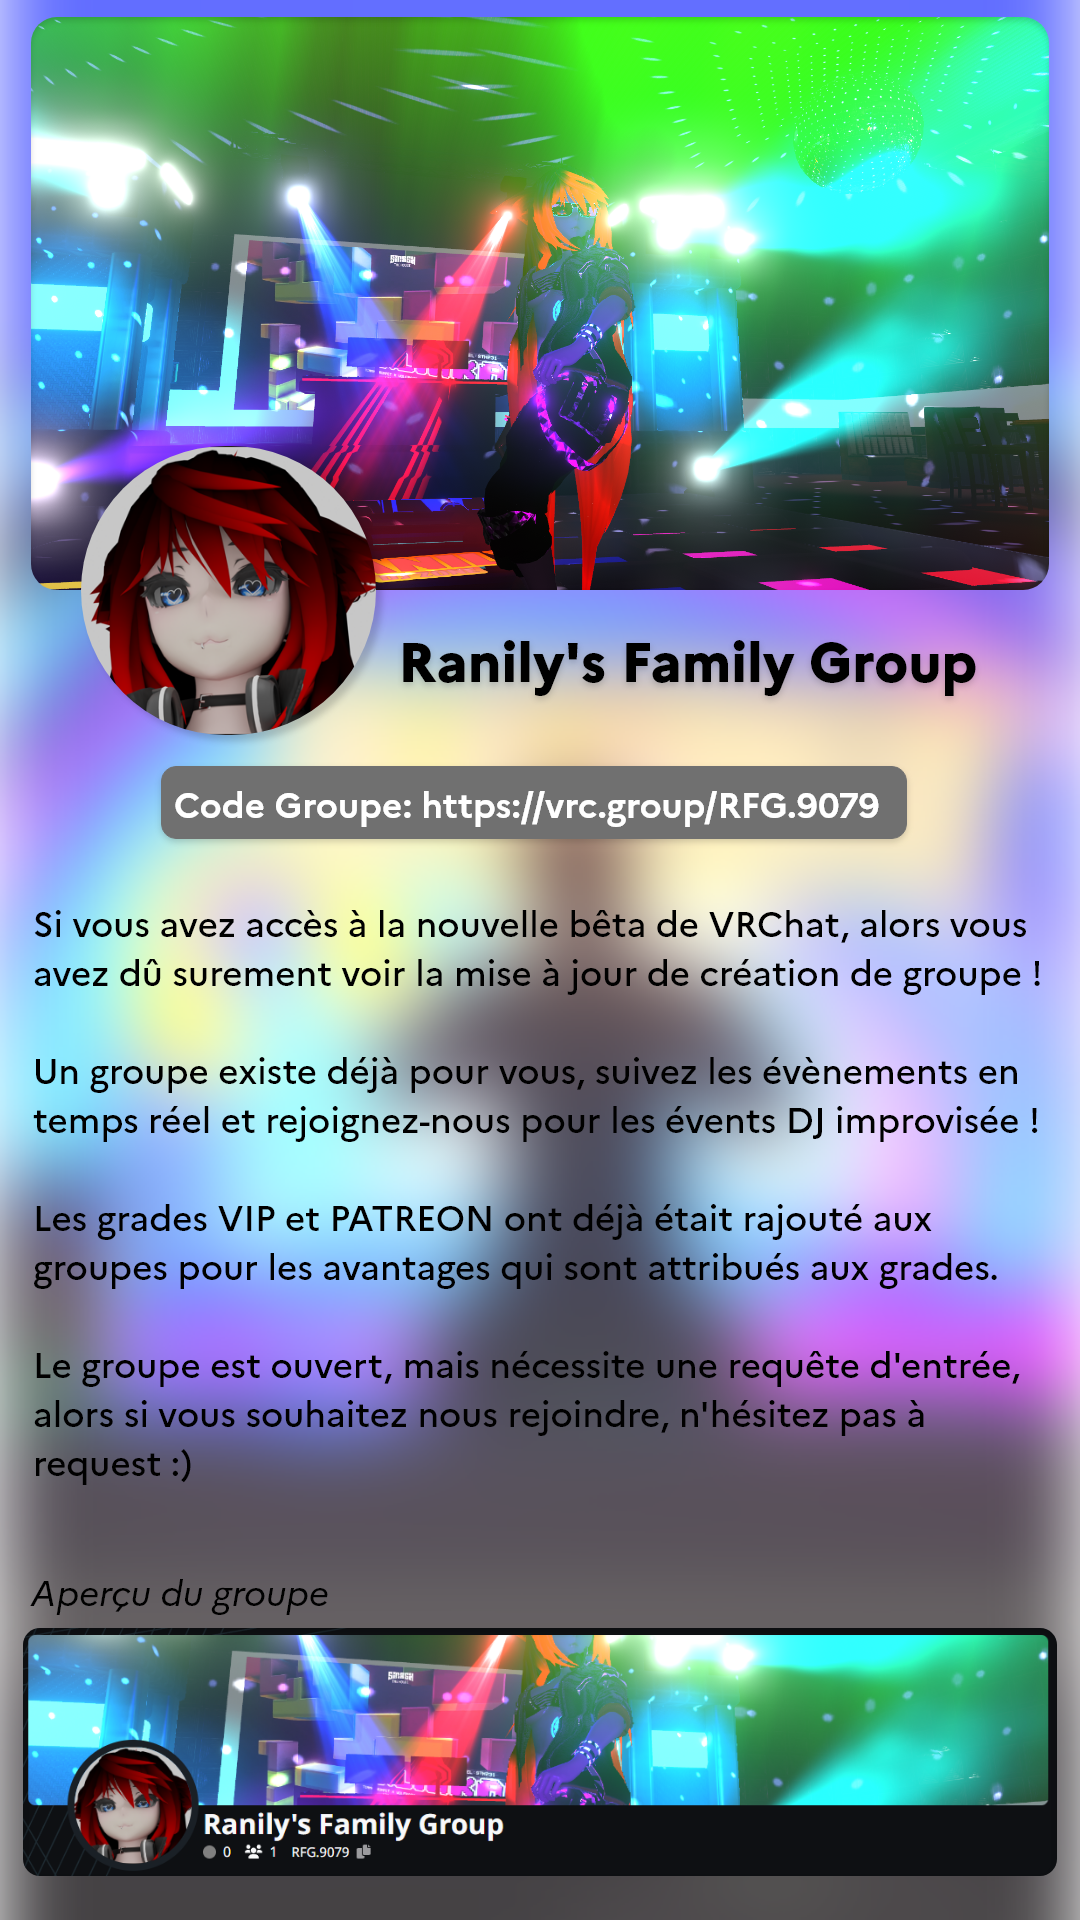 Ranily's Family Group
Code Groupe: https://vrc.group/RFG.9079
Si vous avez accès à la nouvelle bêta de VRChat, alors vous
avez dû surement voir la mise à jour de création de groupe !
Un groupe existe déjà pour vous, suivez les évènements en
temps réel et rejoignez-nous pour les évents DJ improvisée !
Les grades VIP et PATREON ont déjà était rajouté aux
groupes pour les avantages qui sont attribués aux grades.
Le groupe est ouvert, mais nécessite une requête d'entrée,
alors si vous souhaitez nous rejoindre, n'hésitez pas à
request :)
Aperçu du groupe
Ranily's Family Group
0 1 RFG.9079